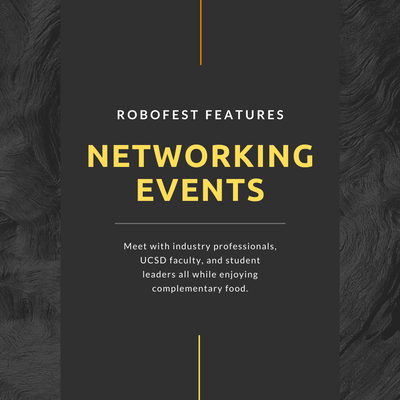 ROBOFEST FEATURES
NETWORKING
EVENTS
Meet with industry professionals,
UCSD faculty, and student
leaders all while enjoying
complementary food.